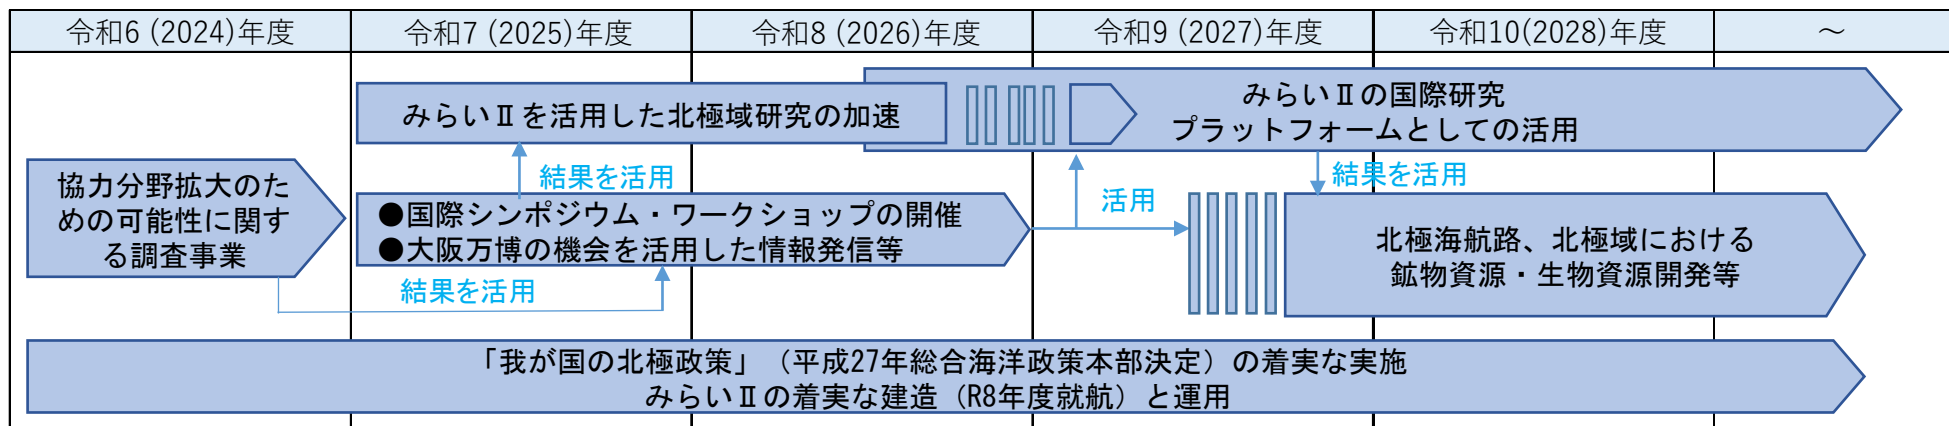 令和6 (2024)年度
令和7 (2025)年度
令和8 (2026)年度
令和9 (2027)年度
令和10(2028)年度
～
みらいⅡを活用した北極域研究の加速
みらいⅡの国際研究
プラットフォームとしての活用
協力分野拡大のた
めの可能性に関す
る調査事業
結果を活用
●国際シンポジウム・ワークショップの開催
●大阪万博の機会を活用した情報発信等
結果を活用
活用
結果を活用
北極海航路、北極域における
鉱物資源・生物資源開発等
「我が国の北極政策」（平成27年総合海洋政策本部決定）の着実な実施
みらいⅡの着実な建造（R8年度就航）と運用